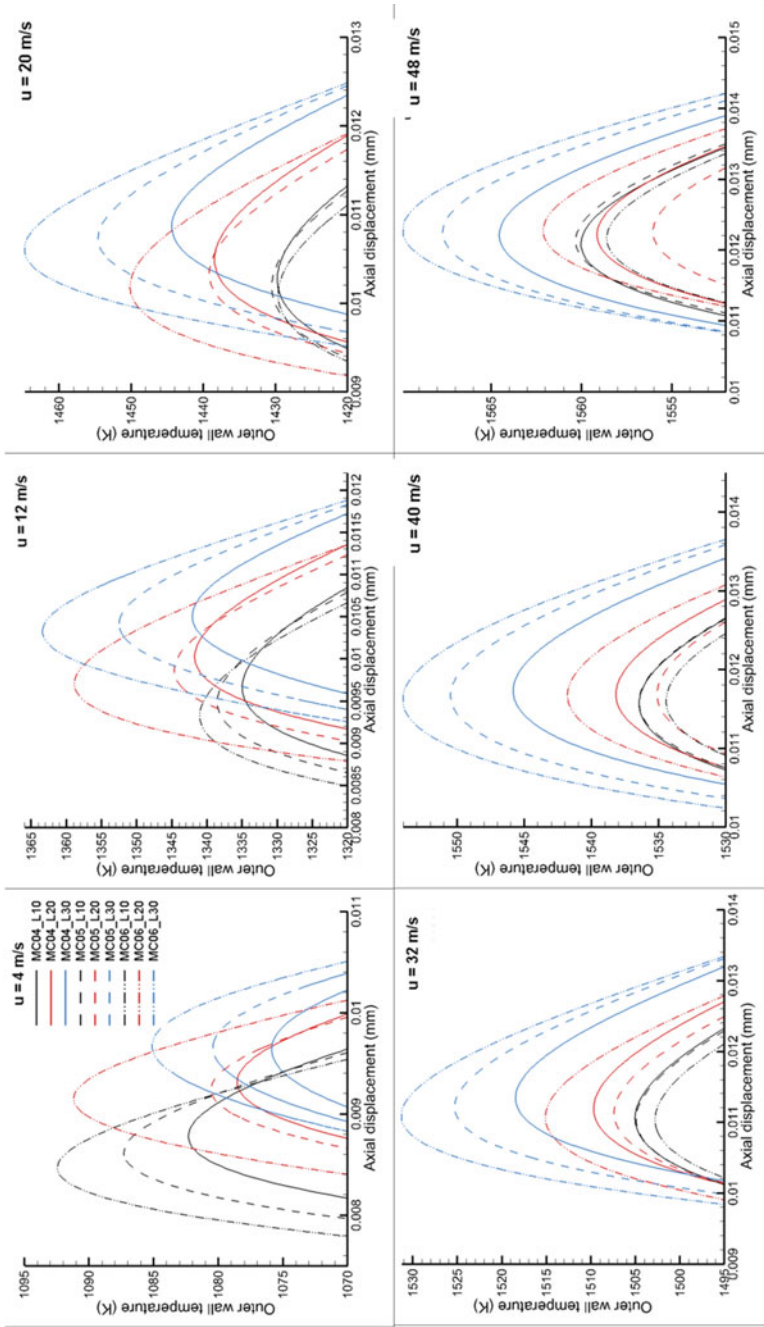 u = 4 m/s
MC04_L10
MC04_L20
MC04_L30
MC05_L10
MC05_L20
MC05_L30
MC06_L10
MC06_L20
MC06_L30
Outer wall temperature (K)
1095
1090
1085
1080
1075
1070
0.008
0.009
0.01
0.011
Axial displacement (mm)
u = 12 m/s
Outer wall temperature (K)
1365
1360
1355
1350
1345
1340
1335
1330
1325
1320
0.008
0.0085
0.009
0.0095
0.01
0.0105
0.011
0.0115
0.012
Axial displacement (mm)
u = 20 m/s
Outer wall temperature (K)
1460
1450
1440
1430
1420
0.009
0.01
0.011
0.012
0.013
Axial displacement (mm)
u = 32 m/s
Outer wall temperature (K)
1530
1525
1520
1515
1510
1505
1500
1495
0.009
0.01
0.011
0.012
0.013
0.014
Axial displacement (mm)
u = 40 m/s
Outer wall temperature (K)
1550
1545
1540
1535
1530
0.01
0.011
0.012
0.013
0.014
Axial displacement (mm)
u = 48 m/s
Outer wall temperature (K)
1565
1560
1555
0.01
0.011
0.012
0.013
0.014
0.015
Axial displacement (mm)